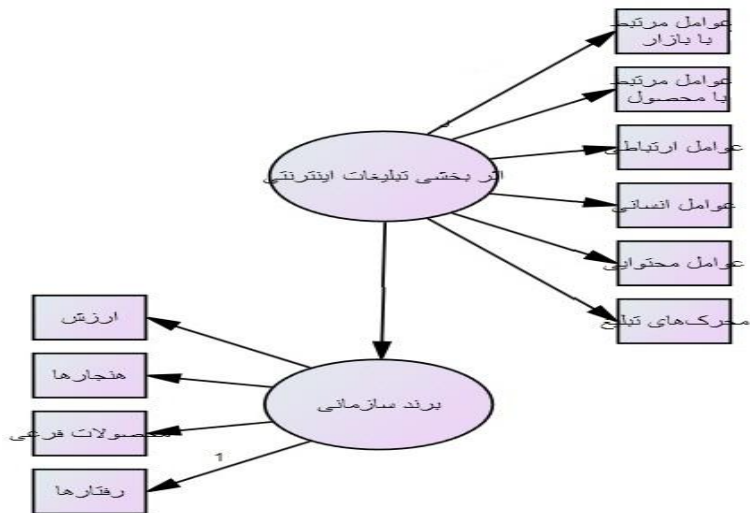 عوامل مرتبط
با بازار
عوامل مرتبط
با محصول
عوامل ارتباطی
اثر بخشی تبلیغات اینترنتی
عوامل انسانی
عوامل محتوایی
محرک‌های تبلیغ
ارزش
هنجارها
برند سازمانی
محصولات فرعی
1
رفتارها